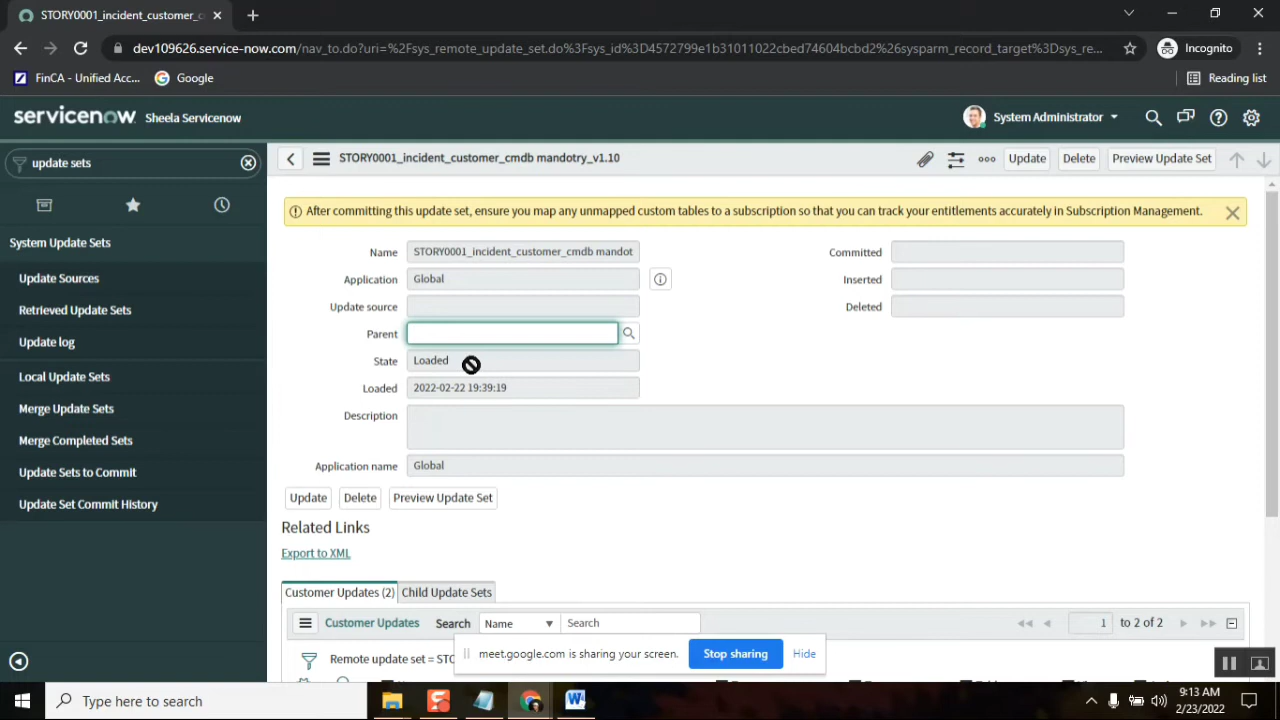 STORY0001_incident_customer_c
dev109626.service-now.com/nav_to.do?uri=%2Fsys_remote_update_set.do%3Fsys_id%3D4572799e1b31011022cbed74604bcbd2%26sysparm_record_target%3Dsys_re...
Incognito
FinCA - Unified Acc...
Google
Reading list
servicenow
Sheela Servicenow
System Administrator
update sets
STORY0001_incident_customer_cmdb mandotry_v1.10
Update
Delete
Preview Update Set
After committing this update set, ensure you map any unmapped custom tables to a subscription so that you can track your entitlements accurately in Subscription Management.
System Update Sets
Update Sources
Retrieved Update Sets
Update log
Local Update Sets
Merge Update Sets
Merge Completed Sets
Update Sets to Commit
Update Set Commit History
Name STORY0001_incident_customer_cmdb mandot
Committed
Application Global
Inserted
Update source
Deleted
Parent
State Loaded
Loaded 2022-02-22 19:39:19
Description
Application name Global
Update
Delete
Preview Update Set
Related Links
Export to XML
Customer Updates (2)
Child Update Sets
Customer Updates Search Name Search 1 to 2 of 2
Remote update set = STO
meet.google.com is sharing your screen.
Stop sharing
Hide
Type here to search
9:13 AM
2/23/2022